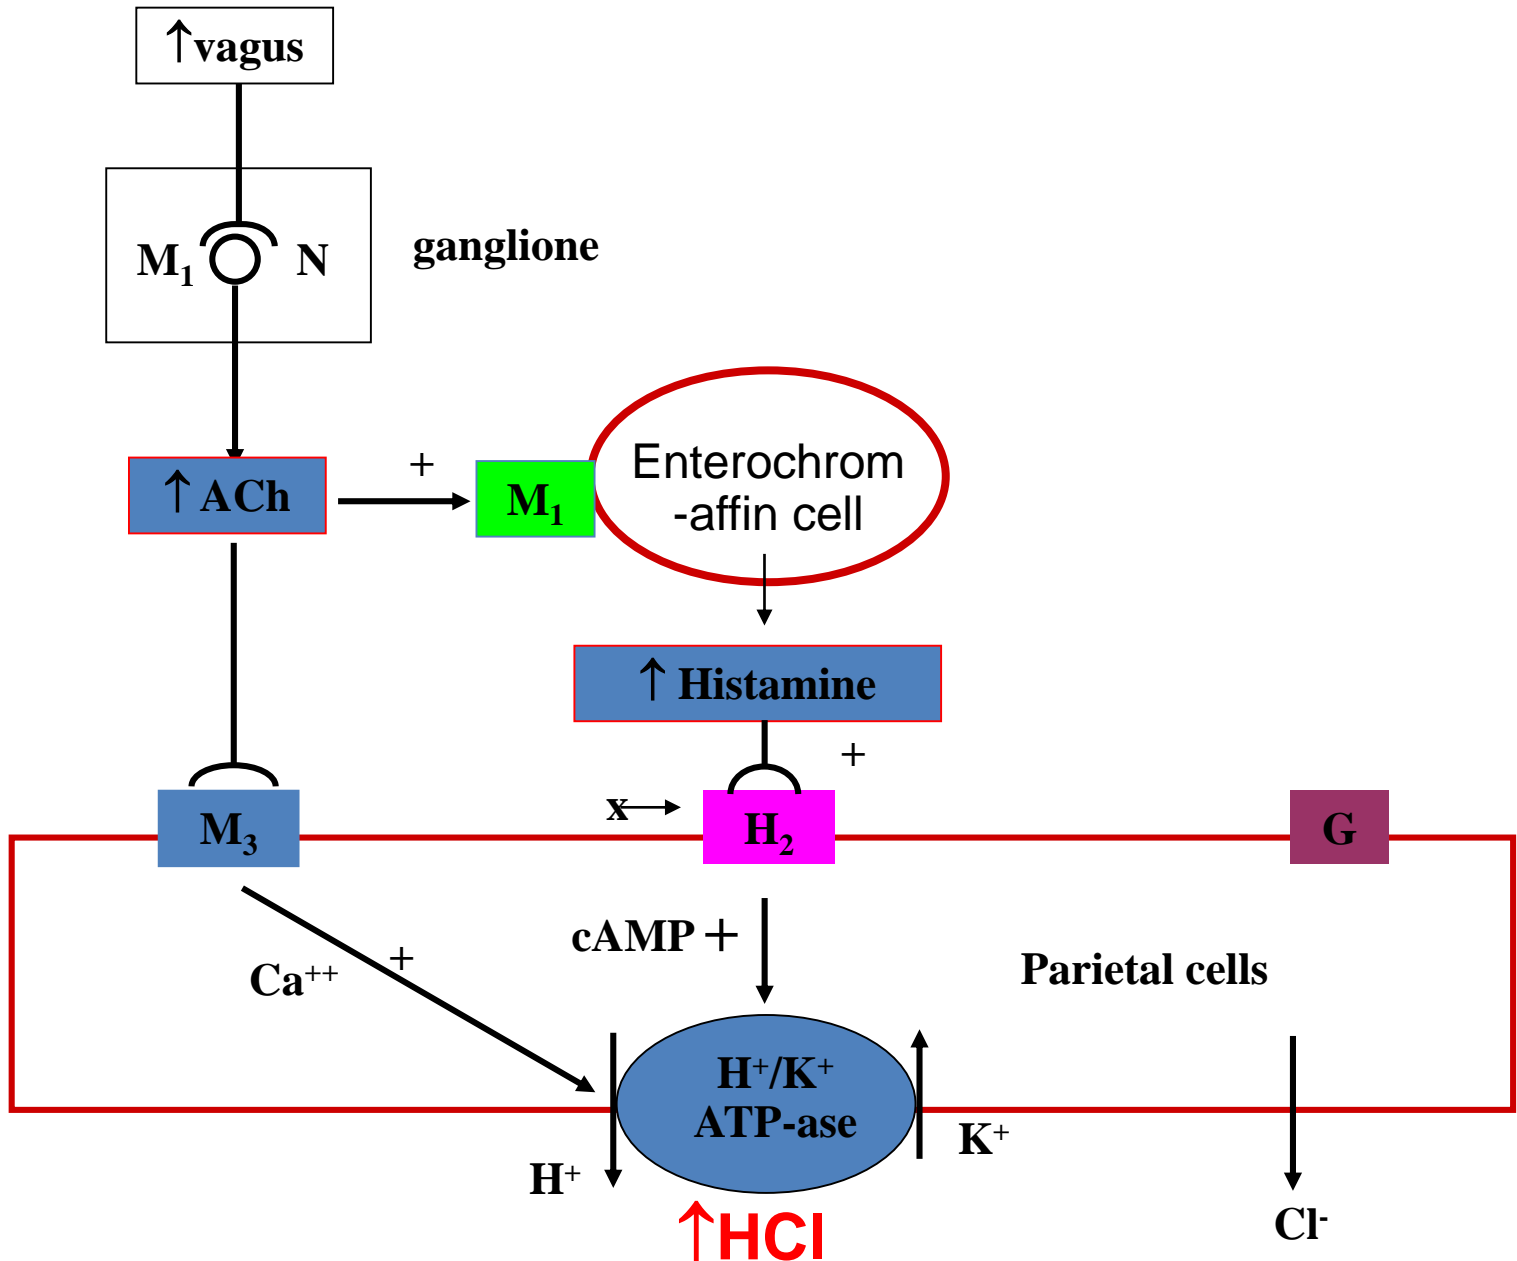 ↑vagus
M₁ N
ganglione
↑ ACh
+
M₁
Enterochrom
-affin cell
↑ Histamine
+
x
M₃
H₂
G
cAMP +
Ca⁺⁺
+
Parietal cells
H⁺/K⁺
ATP-ase
H⁺
K⁺
↑HCl
Cl⁻